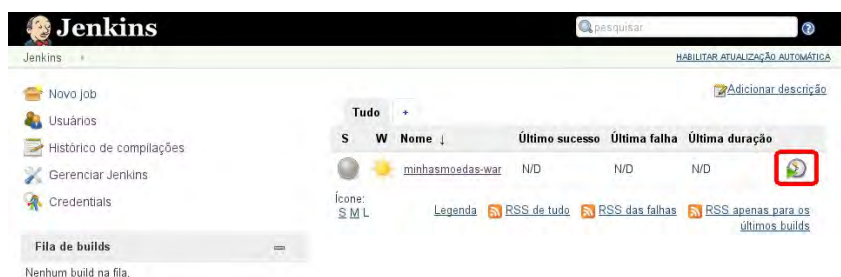 Jenkins
pesquisar
Jenkins
HABILITAR ATUALIZAÇÃO AUTOMÁTICA
Novo job
Usuários
Histórico de compilações
Gerenciar Jenkins
Credentials
Fila de builds
Nenhum build na fila.
Adicionar descrição
Tudo +
S W Nome ↓ Último sucesso Última falha Última duração
minhasmoedas-war N/D N/D N/D
Ícone:
S M L
Legenda RSS de tudo RSS das falhas RSS apenas para os
últimos builds